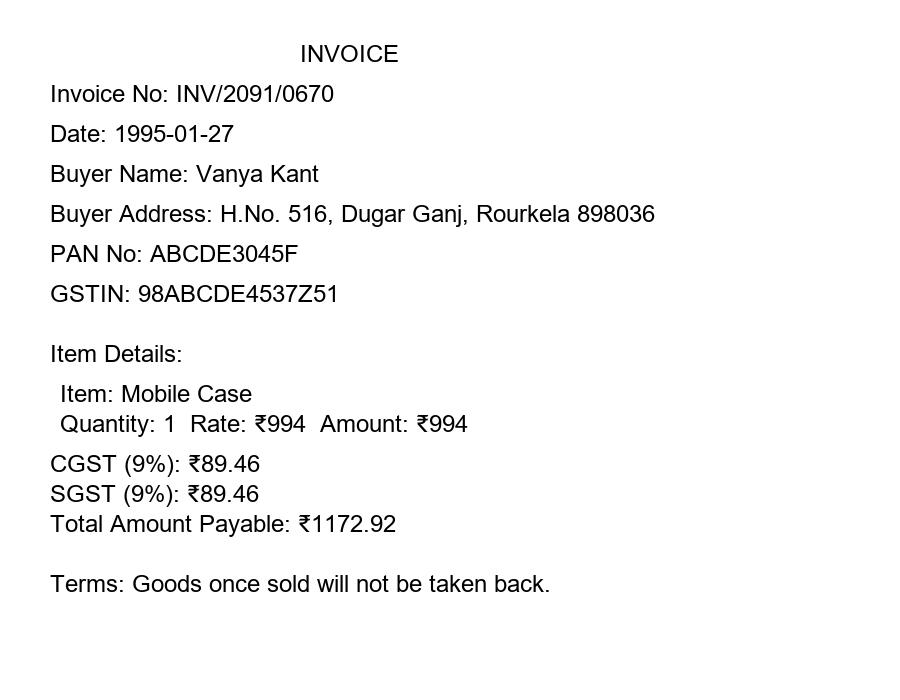 INVOICE
Invoice No: INV/2091/0670
Date: 1995-01-27
Buyer Name: Vanya Kant
Buyer Address: H.No. 516, Dugar Ganj, Rourkela 898036
PAN No: ABCDE3045F
GSTIN: 98ABCDE4537Z51
Item Details:
Item: Mobile Case
Quantity: 1  Rate: ₹994  Amount: ₹994
CGST (9%): ₹89.46
SGST (9%): ₹89.46
Total Amount Payable: ₹1172.92
Terms: Goods once sold will not be taken back.